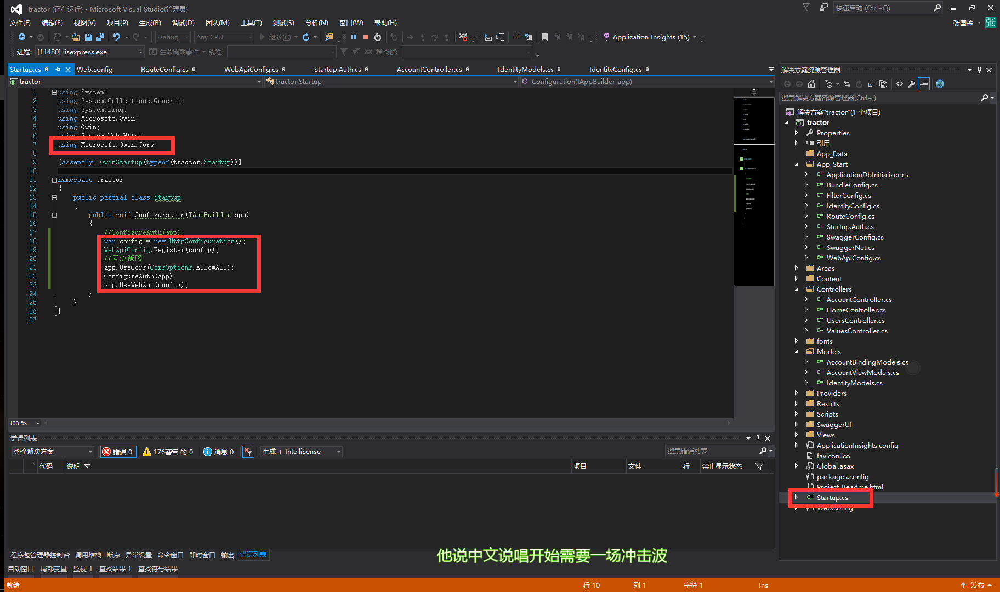 tractor (正在运行) - Microsoft Visual Studio(管理员)
快速启动 (Ctrl+Q)
文件(F) 编辑(E) 视图(V) 项目(P) 生成(B) 调试(D) 团队(M) 工具(T) 测试(S) 分析(N) 窗口(W) 帮助(H)
张国栋 张
Debug Any CPU 继续(C) Application Insights (15)
进程: [11480] iisexpress.exe 生命周期事件 线程: 堆栈帧:
Startup.cs Web.config RouteConfig.cs WebApiConfig.cs Startup.Auth.cs AccountController.cs IdentityModels.cs IdentityConfig.cs
tractor tractor.Startup Configuration(IAppBuilder app)
1 using System;
2 using System.Collections.Generic;
3 using System.Linq;
4 using Microsoft.Owin;
5 using Owin;
6 using System.Web.Http;
7 using Microsoft.Owin.Cors;
8
9 [assembly: OwinStartup(typeof(tractor.Startup))]
10
11 namespace tractor
12 {
13 public partial class Startup
14 {
15 public void Configuration(IAppBuilder app)
16 {
17 //ConfigureAuth(app);
18 var config = new HttpConfiguration();
19 WebApiConfig.Register(config);
20 //同源策略
21 app.UseCors(CorsOptions.AllowAll);
22 ConfigureAuth(app);
23 app.UseWebApi(config);
24 }
25 }
26 }
27
100 %
解决方案资源管理器
搜索解决方案资源管理器(Ctrl+;)
解决方案"tractor"(1 个项目)
tractor
Properties
引用
App_Data
App_Start
C# ApplicationDbInitializer.cs
C# BundleConfig.cs
C# FilterConfig.cs
C# IdentityConfig.cs
C# RouteConfig.cs
C# Startup.Auth.cs
C# SwaggerConfig.cs
C# SwaggerNet.cs
C# WebApiConfig.cs
Areas
Content
Controllers
C# AccountController.cs
C# HomeController.cs
C# UsersController.cs
C# ValuesController.cs
fonts
Models
C# AccountBindingModels.cs
C# AccountViewModels.cs
C# IdentityModels.cs
Providers
Results
Scripts
SwaggerUI
Views
ApplicationInsights.config
favicon.ico
Global.asax
packages.config
Project_Readme.html
C# Startup.cs
Web.config
错误列表
整个解决方案 错误 0 176警告 的 0 消息 0 生成 + IntelliSense 搜索错误列表
代码 说明 项目 文件 行 禁止显示状态
程序包管理器控制台 调用堆栈 断点 异常设置 命令窗口 即时窗口 输出 错误列表
他说中文说唱开始需要一场冲击波
自动窗口 局部变量 监视 1 查找结果 1 查找符号结果
就绪 行 10 列 1 字符 1 Ins 发布